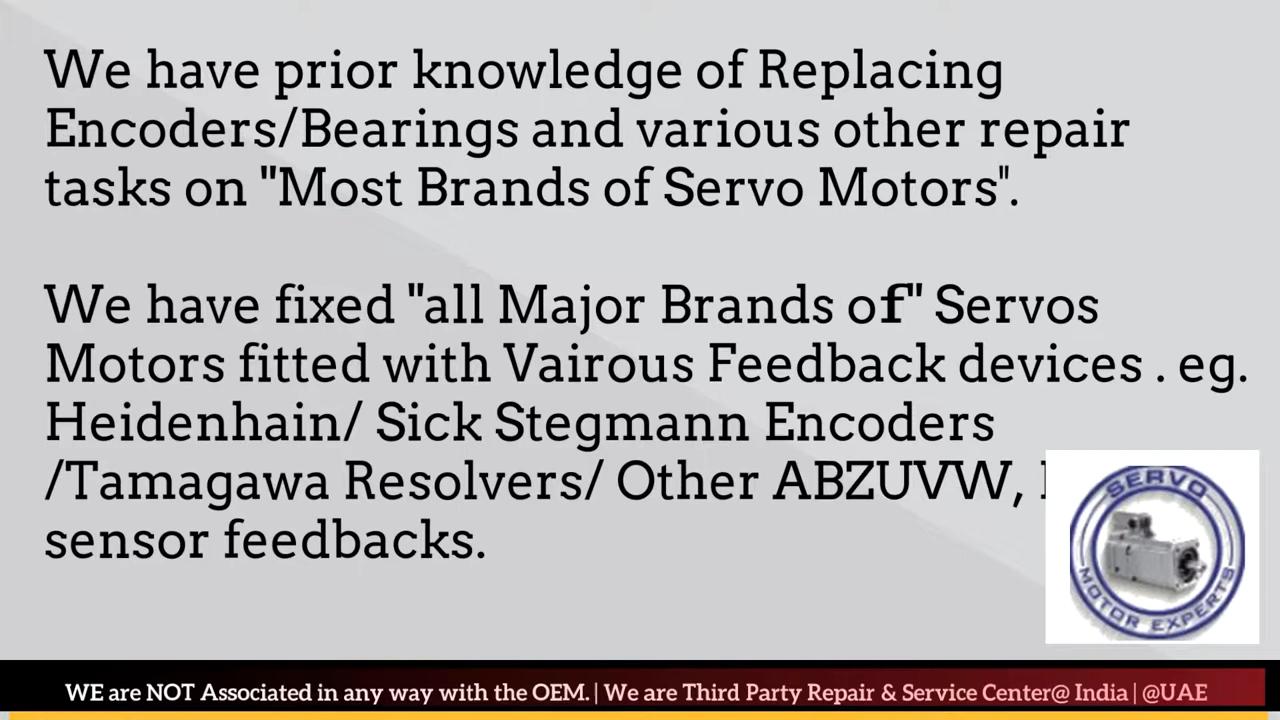 We have prior knowledge of Replacing
Encoders/Bearings and various other repair
tasks on "Most Brands of Servo Motors".
We have fixed "all Major Brands of" Servos
Motors fitted with Vairous Feedback devices . eg.
Heidenhain/ Sick Stegmann Encoders
/Tamagawa Resolvers/ Other ABZUVW,
sensor feedbacks.
SERVO
MOTOR EXPERTS
WE are NOT Associated in any way with the OEM. | We are Third Party Repair & Service Center@ India | @UAE